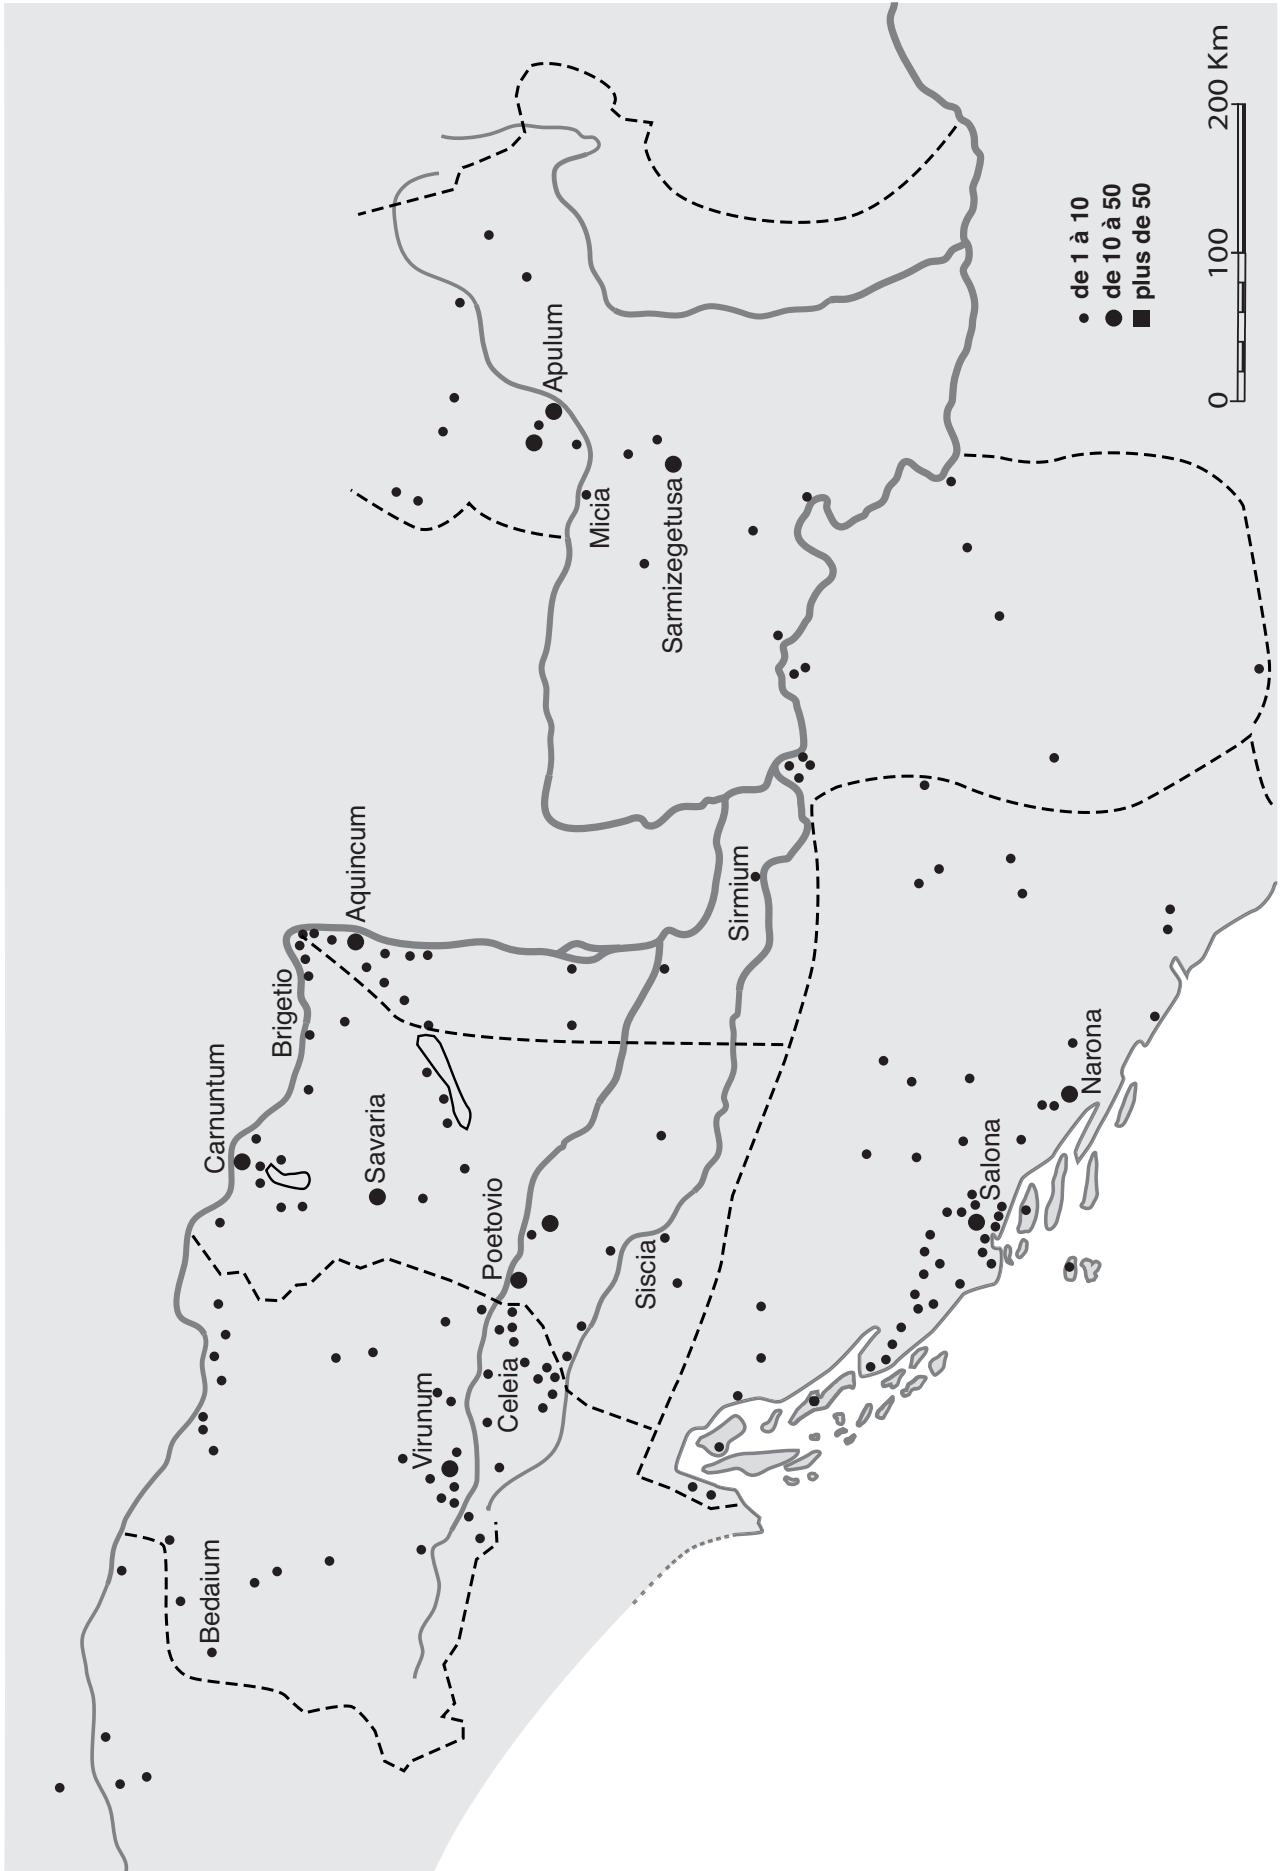 Carnuntum
Brigetio
Aquincum
Bedaium
Savaria
Virunum
Celeia
Poetovio
Siscia
Sirmium
Apulum
Micia
Sarmizegetusa
Salona
Narona
de 1 à 10
de 10 à 50
plus de 50
0 100 200 Km